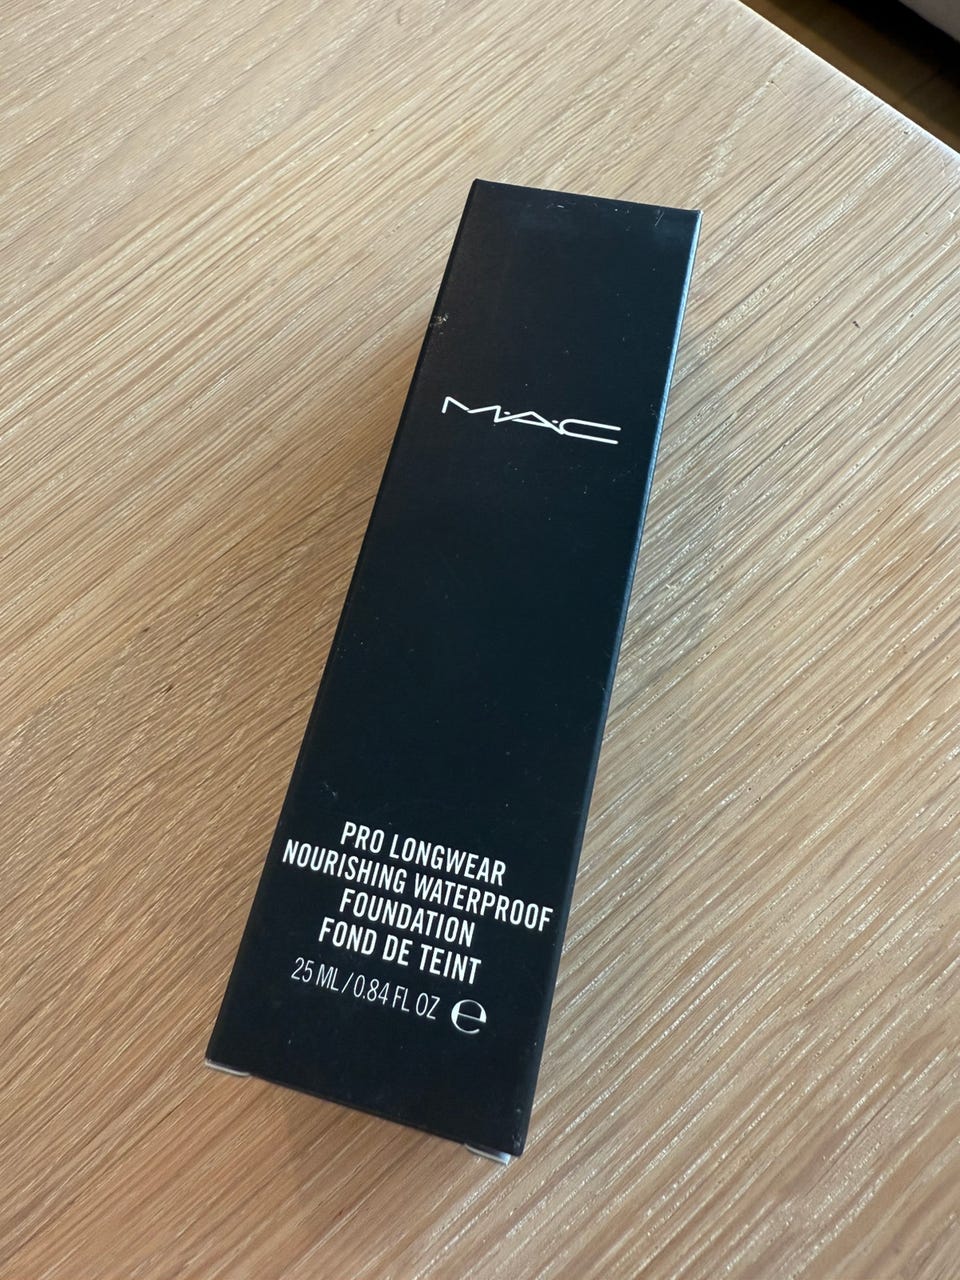 M·A·C
PRO LONGWEAR
NOURISHING WATERPROOF
FOUNDATION
FOND DE TEINT
25 ML / 0.84 FL OZ ℮